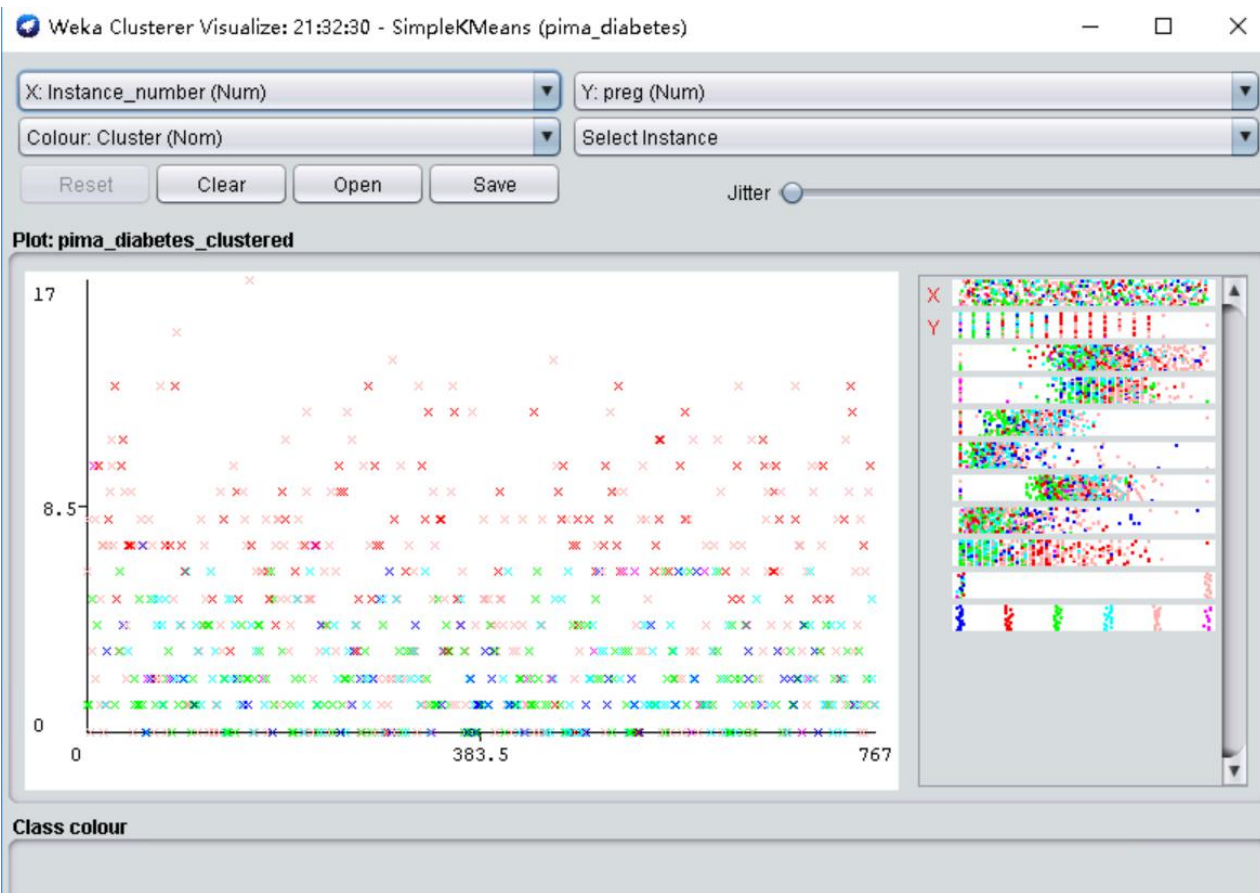 Weka Clusterer Visualize: 21:32:30 - SimpleKMeans (pima_diabetes)
X: Instance_number (Num)
Y: preg (Num)
Colour: Cluster (Nom)
Select Instance
Reset
Clear
Open
Save
Jitter
Plot: pima_diabetes_clustered
17
8.5
0
0
383.5
767
X
Y
Class colour